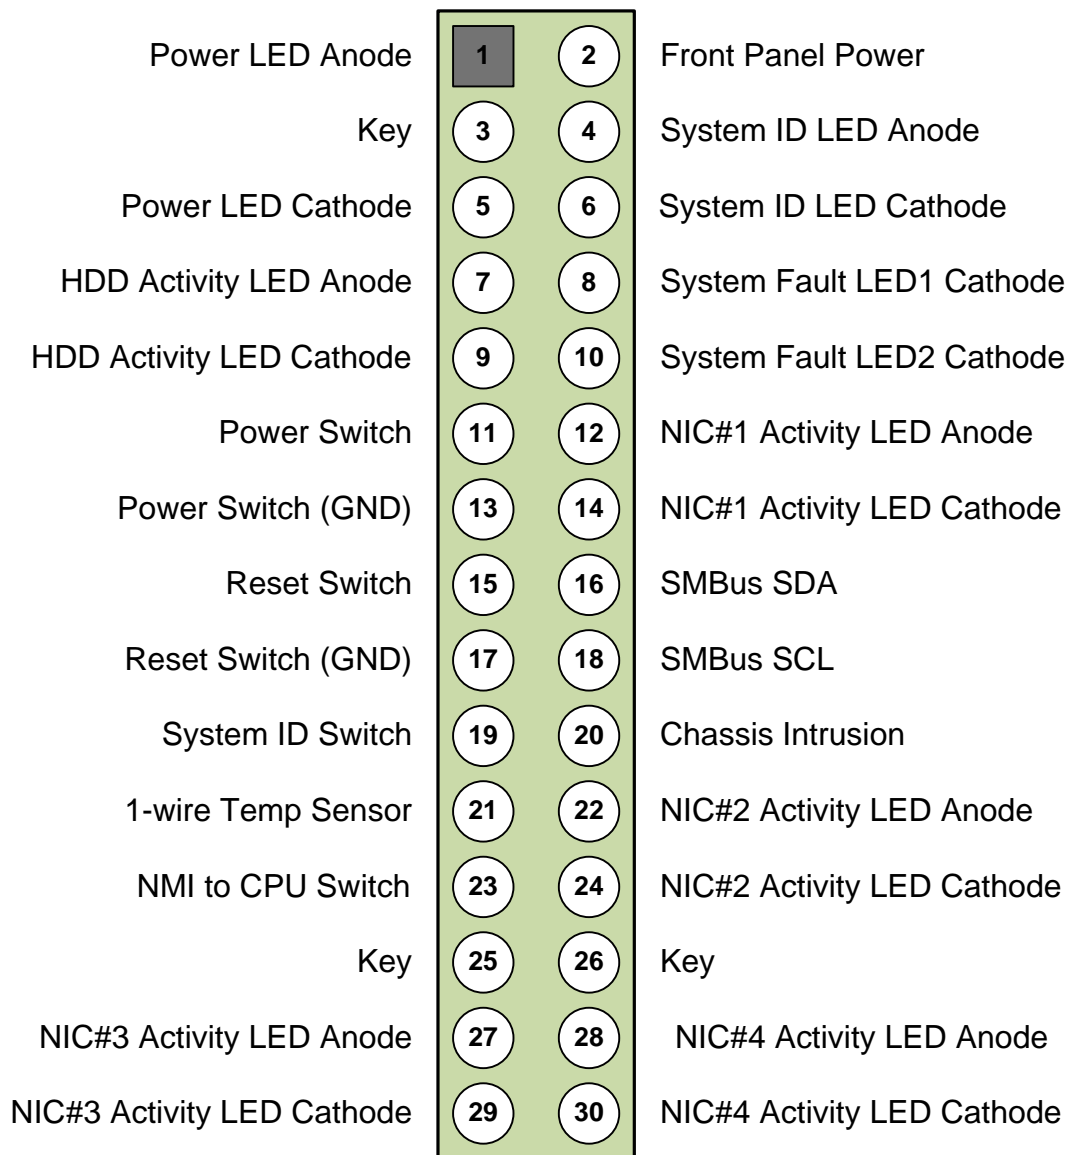 Power LED Anode 1 2 Front Panel Power
Key 3 4 System ID LED Anode
Power LED Cathode 5 6 System ID LED Cathode
HDD Activity LED Anode 7 8 System Fault LED1 Cathode
HDD Activity LED Cathode 9 10 System Fault LED2 Cathode
Power Switch 11 12 NIC#1 Activity LED Anode
Power Switch (GND) 13 14 NIC#1 Activity LED Cathode
Reset Switch 15 16 SMBus SDA
Reset Switch (GND) 17 18 SMBus SCL
System ID Switch 19 20 Chassis Intrusion
1-wire Temp Sensor 21 22 NIC#2 Activity LED Anode
NMI to CPU Switch 23 24 NIC#2 Activity LED Cathode
Key 25 26 Key
NIC#3 Activity LED Anode 27 28 NIC#4 Activity LED Anode
NIC#3 Activity LED Cathode 29 30 NIC#4 Activity LED Cathode